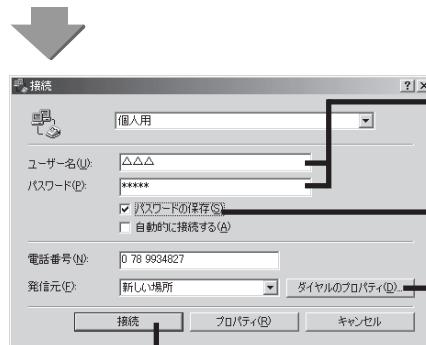 接続
個人用
ユーザー名(U): △△△
パスワード(P): *****
パスワードの保存(S)
自動的に接続する(A)
電話番号(N): 0 78 9934827
発信元(F): 新しい場所 ダイヤルのプロパティ(D)...
接続 プロパティ(R) キャンセル